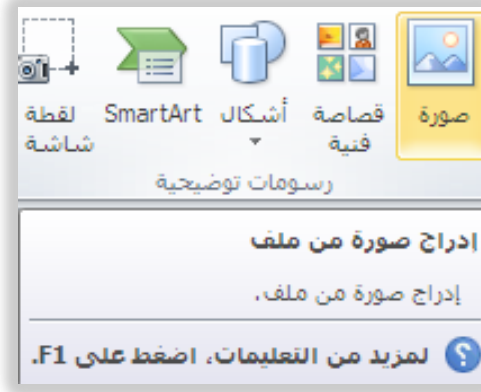 صورة
قصاصة فنية
أشكال
SmartArt
لقطة شاشة
رسومات توضيحية
إدراج صورة من ملف
إدراج صورة من ملف.
لمزيد من التعليمات، اضغط على F1.